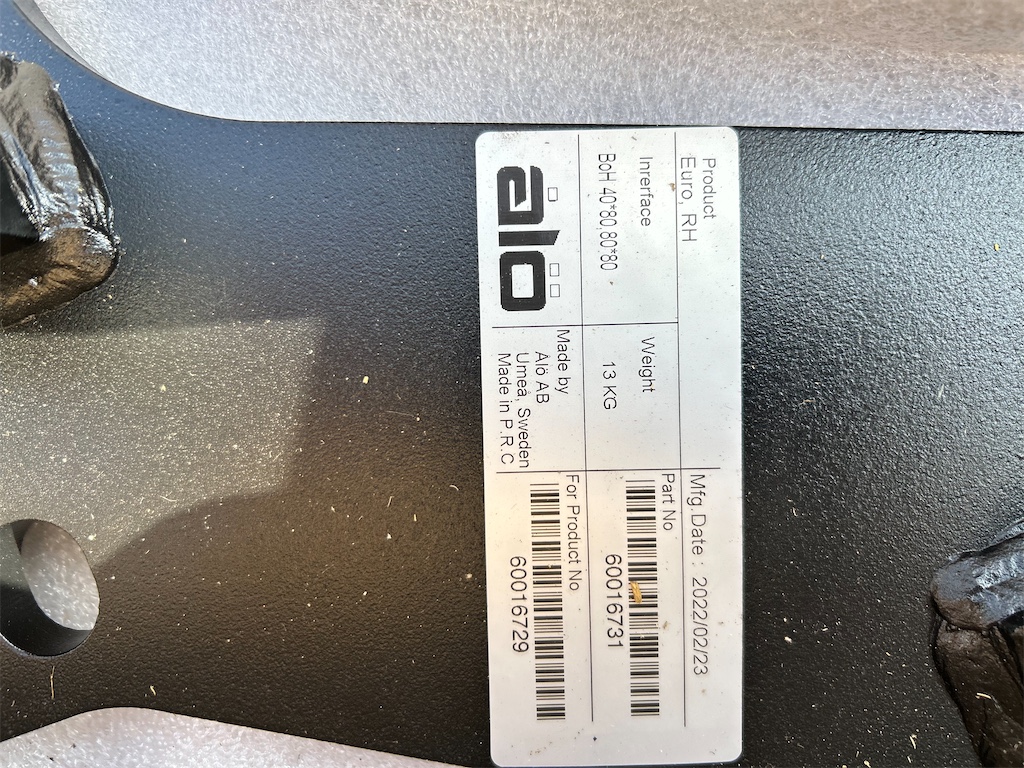 Product
Euro, RH
Mfg.Date : 2022/02/23
Inrerface
BoH 40*80,80*80
Weight
13 KG
Part No
60016731
ålö
Made by
Ålö AB
Umeå, Sweden
Made in P.R.C
For Product No
60016729